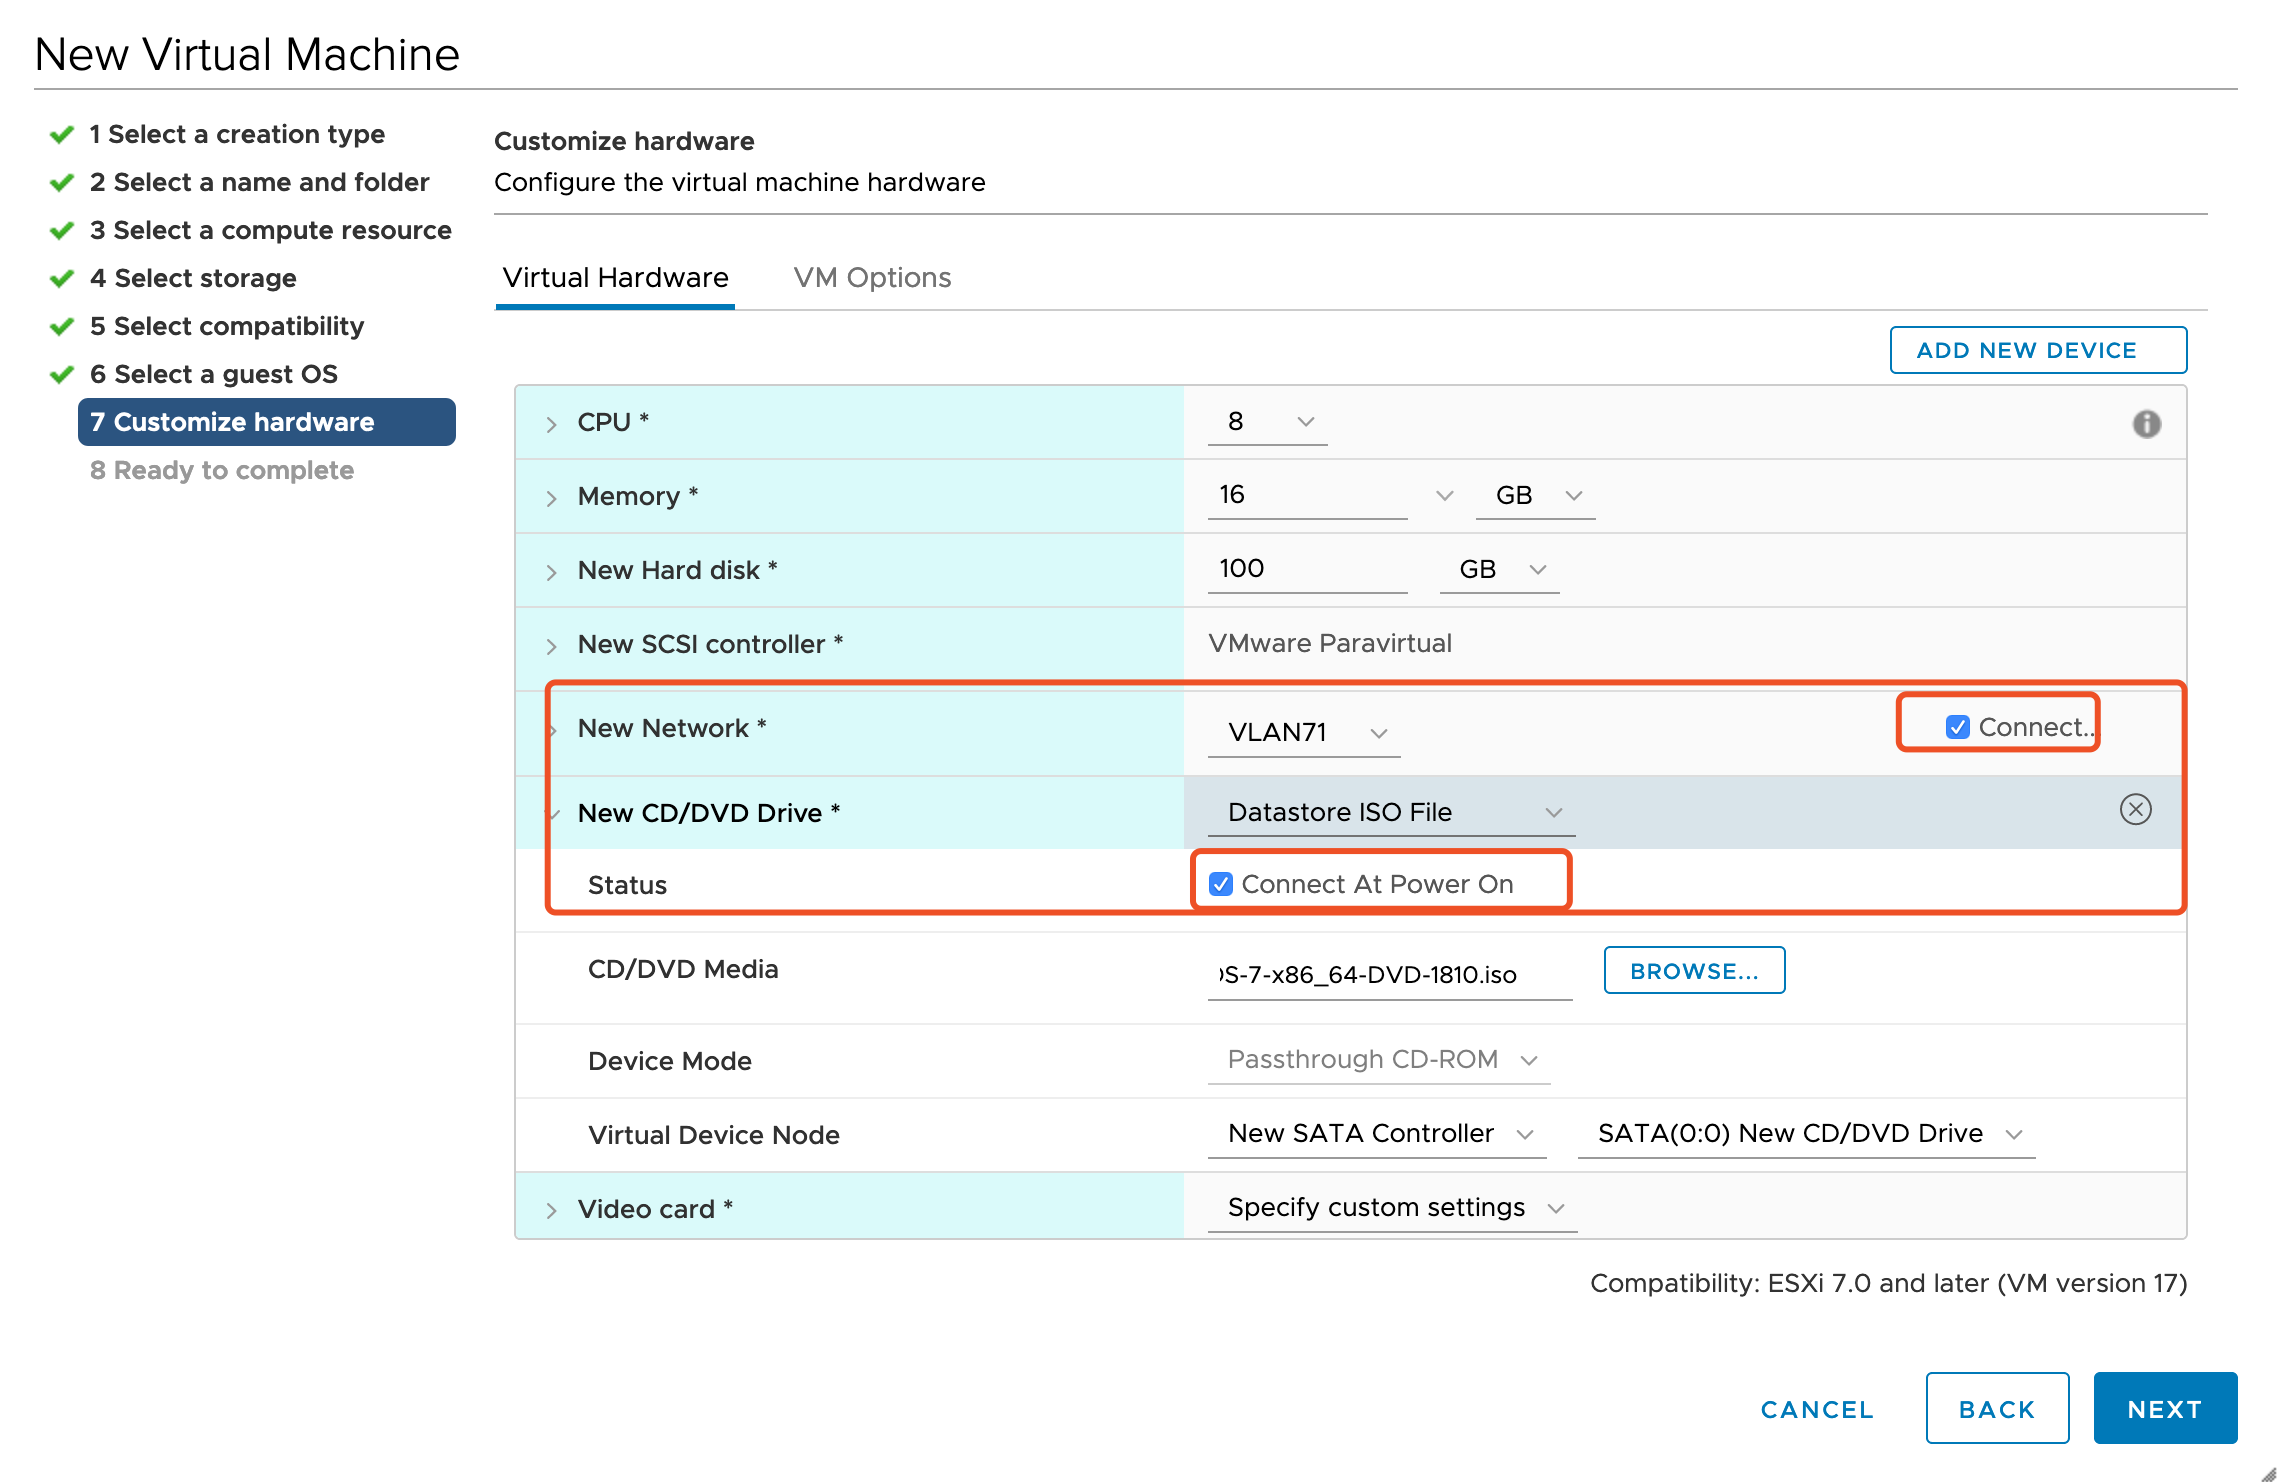 New Virtual Machine
1 Select a creation type
2 Select a name and folder
3 Select a compute resource
4 Select storage
5 Select compatibility
6 Select a guest OS
7 Customize hardware
8 Ready to complete
Customize hardware
Configure the virtual machine hardware
Virtual Hardware VM Options
ADD NEW DEVICE
CPU * 8
Memory * 16 GB
New Hard disk * 100 GB
New SCSI controller * VMware Paravirtual
New Network * VLAN71 Connect...
New CD/DVD Drive * Datastore ISO File
Status Connect At Power On
CD/DVD Media S-7-x86_64-DVD-1810.iso BROWSE...
Device Mode Passthrough CD-ROM
Virtual Device Node New SATA Controller SATA(0:0) New CD/DVD Drive
Video card * Specify custom settings
Compatibility: ESXi 7.0 and later (VM version 17)
CANCEL BACK NEXT